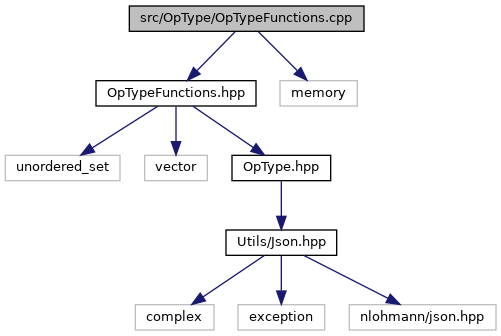 src/OpType/OpTypeFunctions.cpp
OpTypeFunctions.hpp
memory
unordered_set
vector
OpType.hpp
Utils/Json.hpp
complex
exception
nlohmann/json.hpp